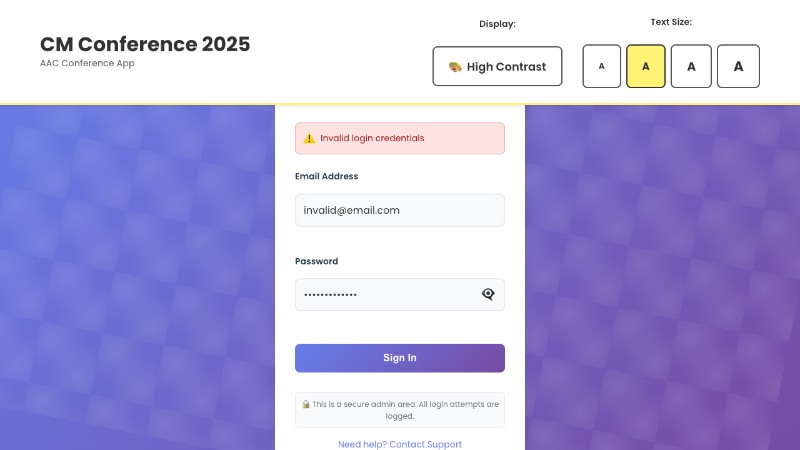 CM Conference 2025
AAC Conference App
Display:
🎨 High Contrast
Text Size:
A A A A
⚠️ Invalid login credentials
Email Address
invalid@email.com
Password
•••••••••••••
Sign In
🔒 This is a secure admin area. All login attempts are
logged.
Need help? Contact Support